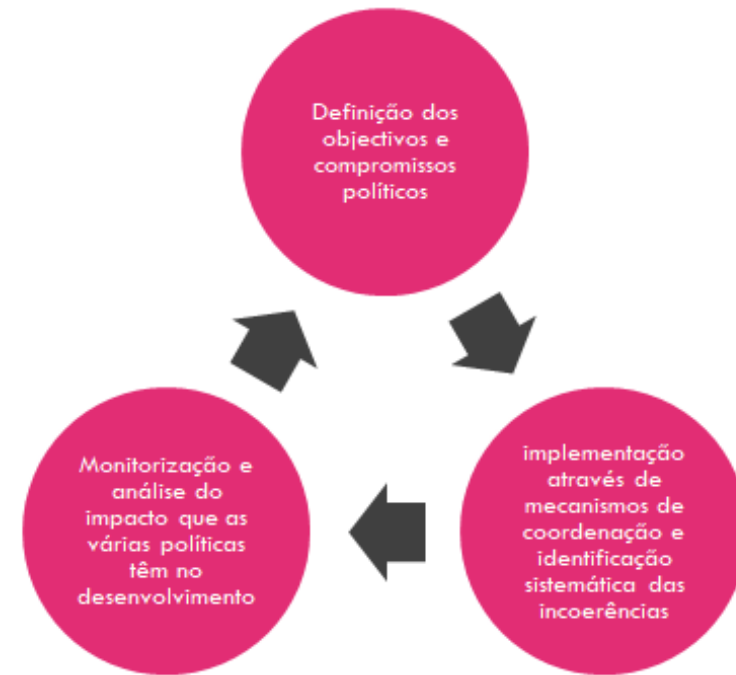 Definição dos
objectivos e
compromissos
políticos
implementação
através de
mecanismos de
coordenação e
identificação
sistemática das
incoerências
Monitorização e
análise do
impacto que as
várias políticas
têm no
desenvolvimento